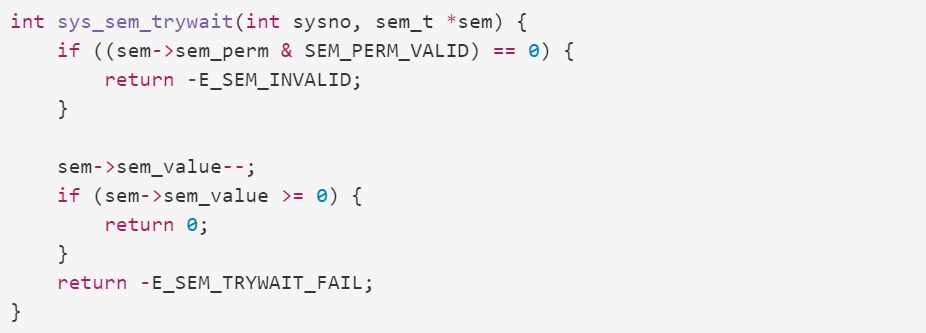 int sys_sem_trywait(int sysno, sem_t *sem) {
    if ((sem->sem_perm & SEM_PERM_VALID) == 0) {
        return -E_SEM_INVALID;
    }

    sem->sem_value--;
    if (sem->sem_value >= 0) {
        return 0;
    }
    return -E_SEM_TRYWAIT_FAIL;
}